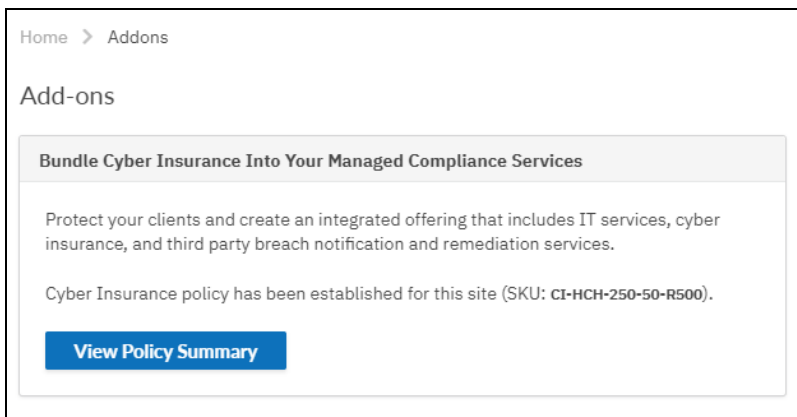 Home > Addons
Add-ons
Bundle Cyber Insurance Into Your Managed Compliance Services
Protect your clients and create an integrated offering that includes IT services, cyber
insurance, and third party breach notification and remediation services.
Cyber Insurance policy has been established for this site (SKU: CI-HCH-250-50-R500).
View Policy Summary